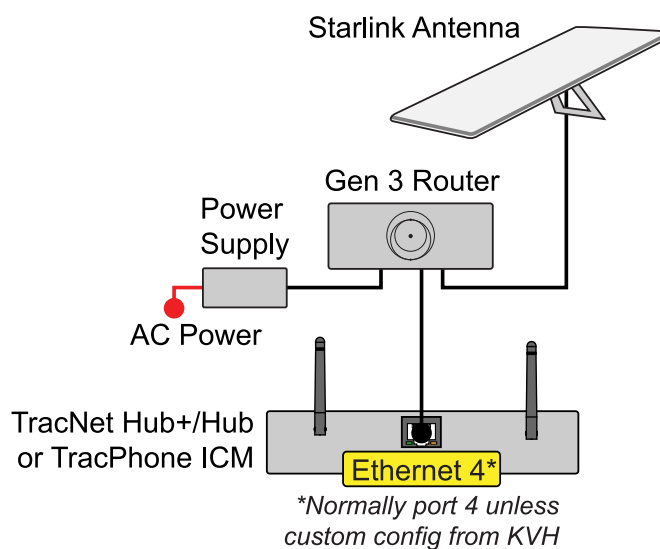 Starlink Antenna
Gen 3 Router
Power
Supply
AC Power
TracNet Hub+/Hub
or TracPhone ICM
Ethernet 4*
*Normally port 4 unless
custom config from KVH